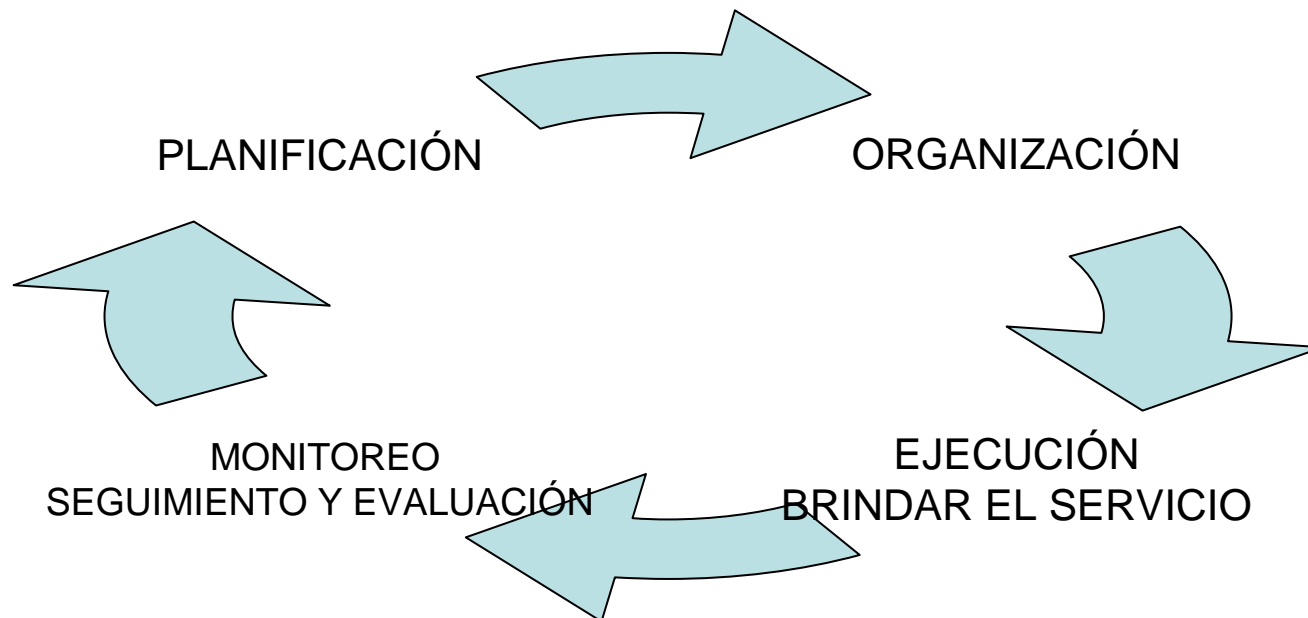 PLANIFICACIÓN
ORGANIZACIÓN
EJECUCIÓN
BRINDAR EL SERVICIO
MONITOREO
SEGUIMIENTO Y EVALUACIÓN